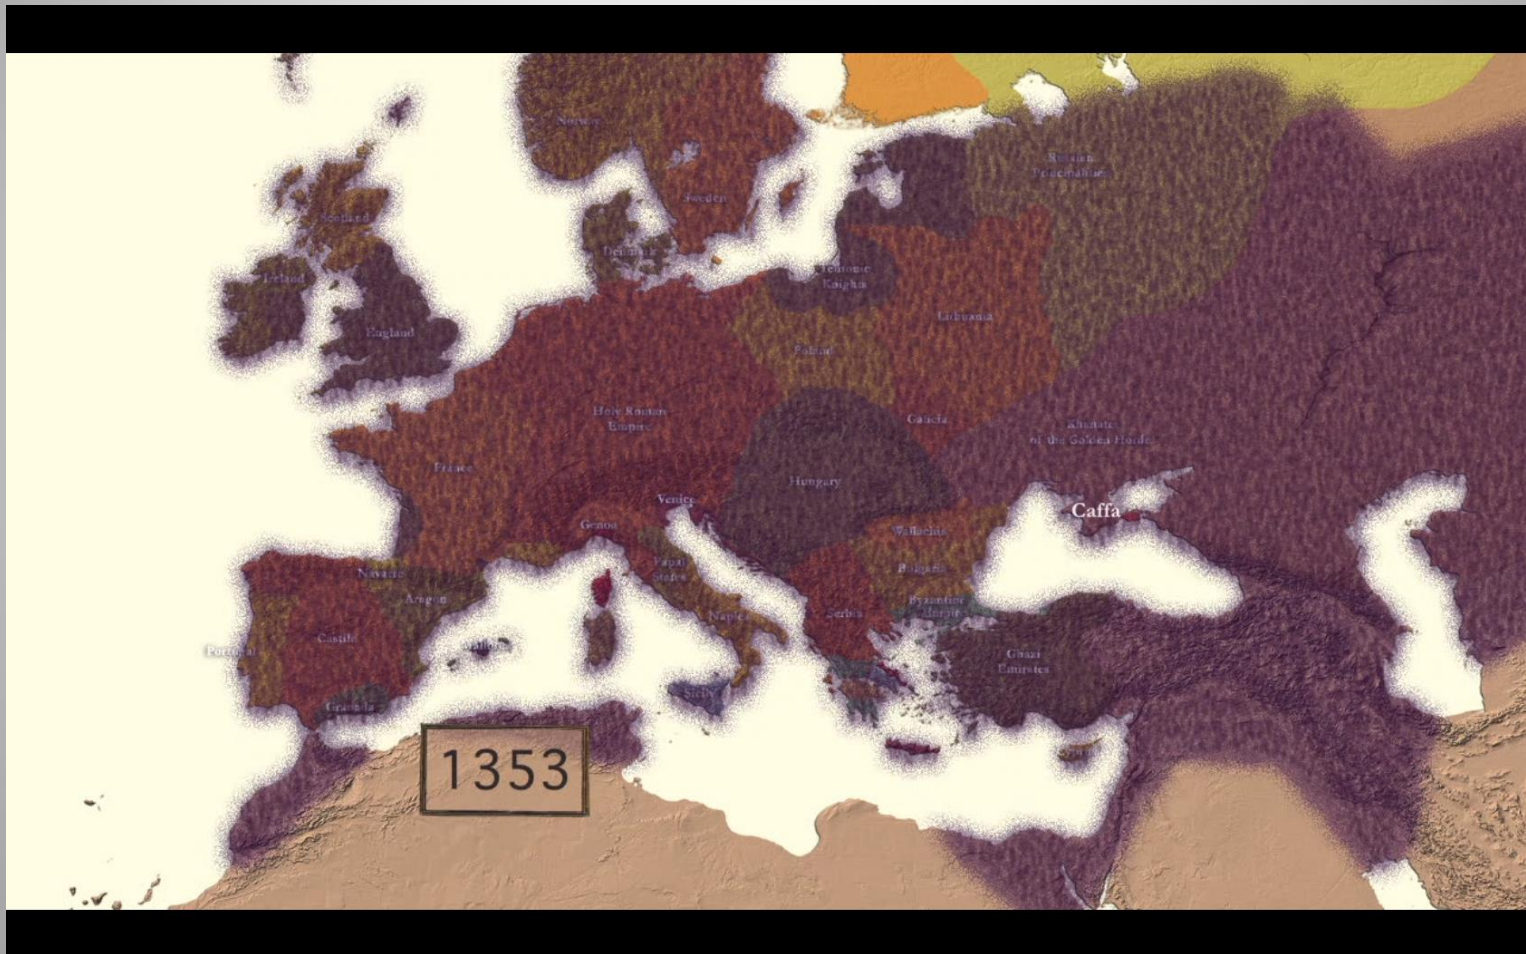 Norway
Russian
Principalities
Sweden
Scotland
Denmark
Ireland
Teutonic
Knights
Lithuania
England
Poland
Holy Roman
Empire
Galicia
Khanate
of the Golden Horde
France
Hungary
Venice
Caffa
Genoa
Wallachia
Navarre
Papal
States
Bulgaria
Aragon
Byzantine
Empire
Naples
Serbia
Castile
Portugal
Ghazi
Emirates
Sicily
Granada
1353